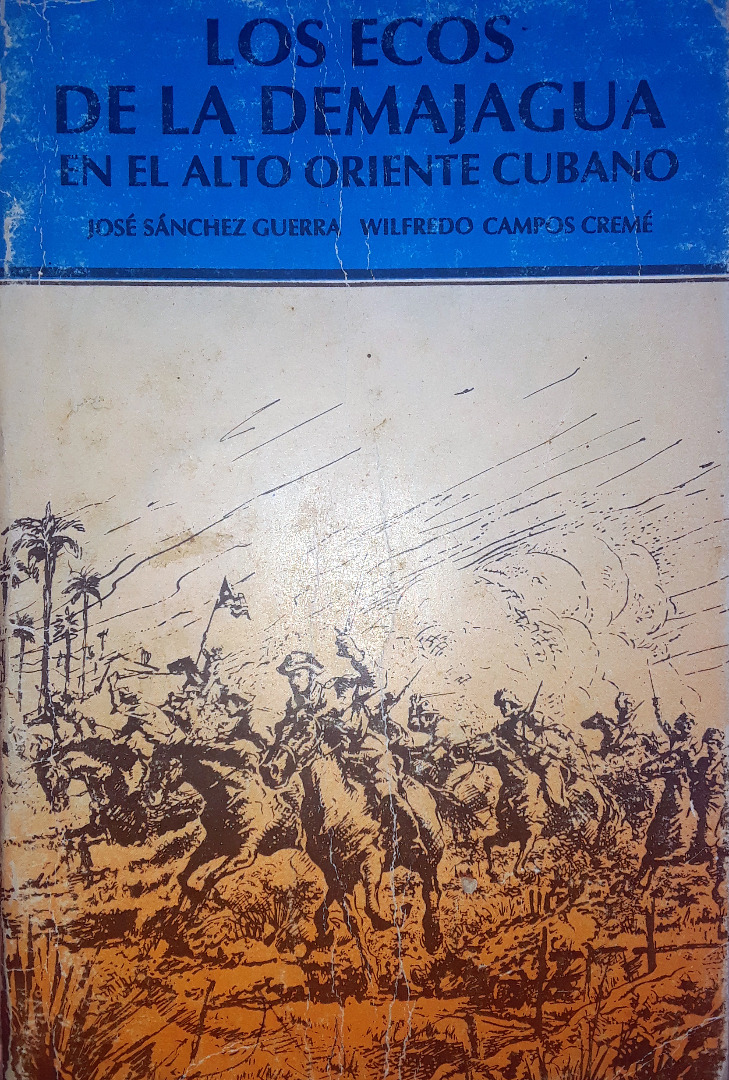 LOS ECOS
DE LA DEMAJAGUA
EN EL ALTO ORIENTE CUBANO
JOSÉ SÁNCHEZ GUERRA WILFREDO CAMPOS CREMÉ